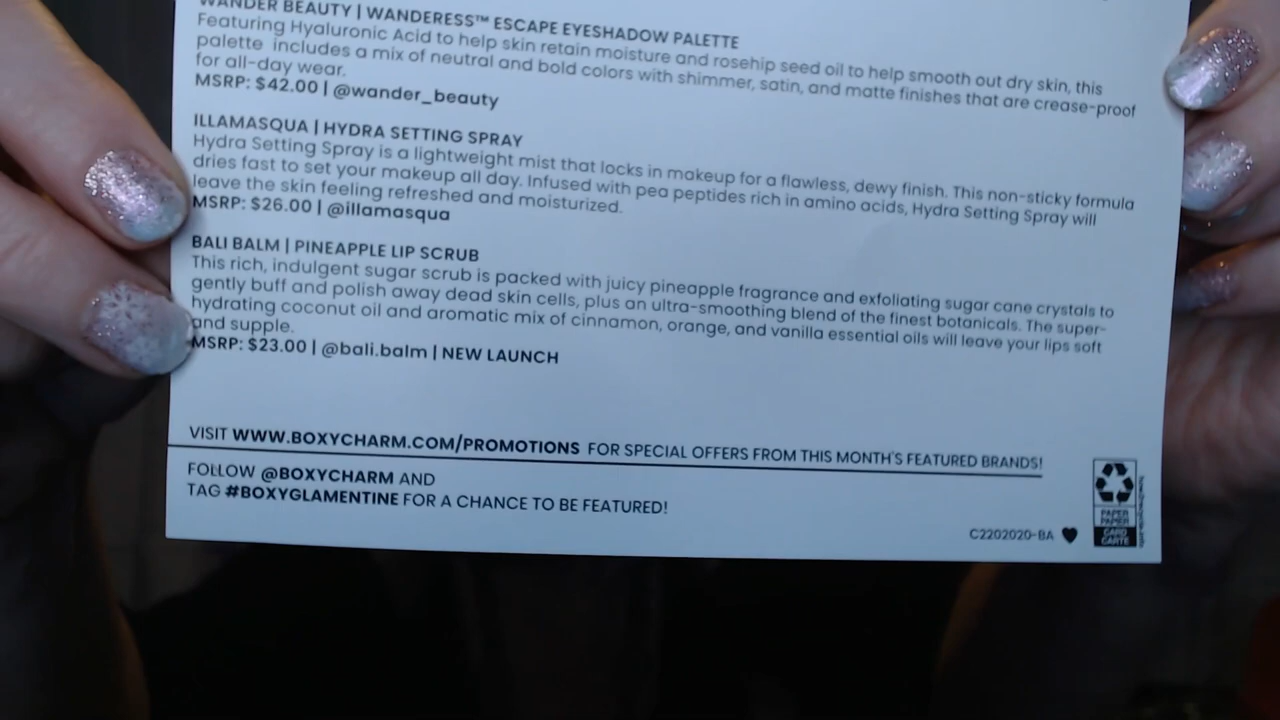 WANDER BEAUTY | WANDERESS™ ESCAPE EYESHADOW PALETTE
Featuring Hyaluronic Acid to help skin retain moisture and rosehip seed oil to help smooth out dry skin, this
palette includes a mix of neutral and bold colors with shimmer, satin, and matte finishes that are crease-proof
for all-day wear.
MSRP: $42.00 | @wander_beauty
ILLAMASQUA | HYDRA SETTING SPRAY
Hydra Setting Spray is a lightweight mist that locks in makeup for a flawless, dewy finish. This non-sticky formula
dries fast to set your makeup all day. Infused with pea peptides rich in amino acids, Hydra Setting Spray will
leave the skin feeling refreshed and moisturized.
MSRP: $26.00 | @illamasqua
BALI BALM | PINEAPPLE LIP SCRUB
This rich, indulgent sugar scrub is packed with juicy pineapple fragrance and exfoliating sugar cane crystals to
gently buff and polish away dead skin cells, plus an ultra-smoothing blend of the finest botanicals. The super-
hydrating coconut oil and aromatic mix of cinnamon, orange, and vanilla essential oils will leave your lips soft
and supple.
MSRP: $23.00 | @bali.balm | NEW LAUNCH
VISIT WWW.BOXYCHARM.COM/PROMOTIONS FOR SPECIAL OFFERS FROM THIS MONTH'S FEATURED BRANDS!
FOLLOW @BOXYCHARM AND
TAG #BOXYGLAMENTINE FOR A CHANCE TO BE FEATURED!
C2202020-BA
PAPER
PAPIER
CARD
CARTE